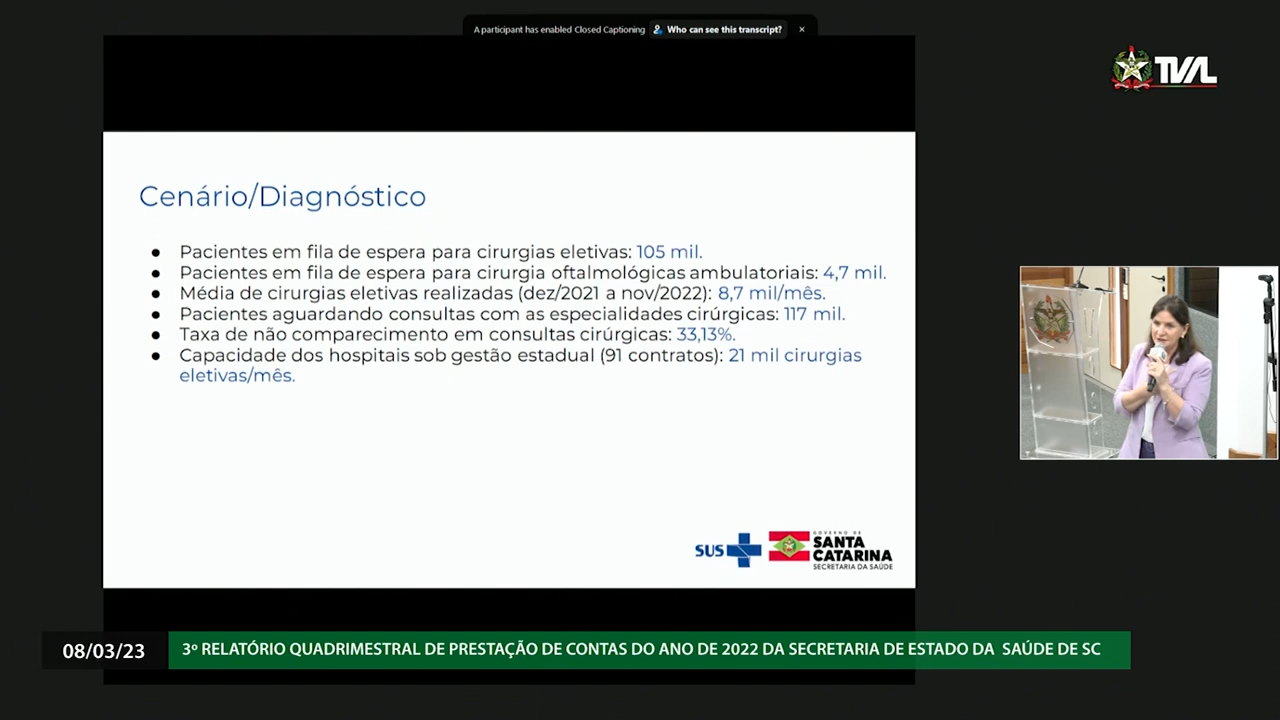 A participant has enabled Closed Captioning Who can see this transcript? ×
TVAL
Cenário/Diagnóstico
● Pacientes em fila de espera para cirurgias eletivas: 105 mil.
● Pacientes em fila de espera para cirurgia oftalmológicas ambulatoriais: 4,7 mil.
● Média de cirurgias eletivas realizadas (dez/2021 a nov/2022): 8,7 mil/mês.
● Pacientes aguardando consultas com as especialidades cirúrgicas: 117 mil.
● Taxa de não comparecimento em consultas cirúrgicas: 33,13%.
● Capacidade dos hospitais sob gestão estadual (91 contratos): 21 mil cirurgias
eletivas/mês.
SUS
GOVERNO DE
SANTA
CATARINA
SECRETARIA DA SAÚDE
08/03/23
3º RELATÓRIO QUADRIMESTRAL DE PRESTAÇÃO DE CONTAS DO ANO DE 2022 DA SECRETARIA DE ESTADO DA SAÚDE DE SC